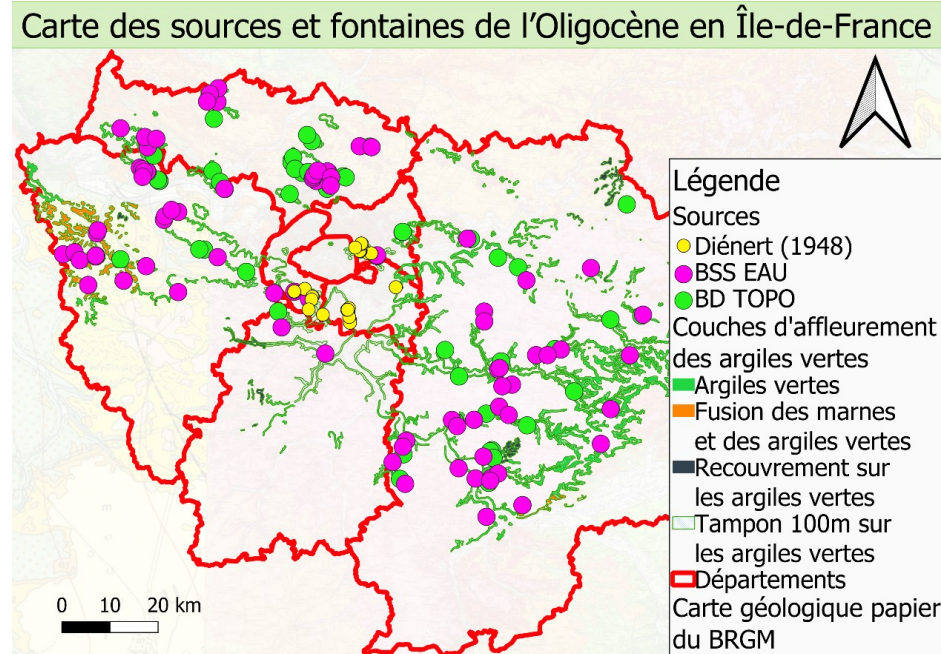 Carte des sources et fontaines de l'Oligocène en Île-de-France
Légende
Sources
Diénert (1948)
BSS EAU
BD TOPO
Couches d'affleurement
des argiles vertes
Argiles vertes
Fusion des marnes
et des argiles vertes
Recouvrement sur
les argiles vertes
Tampon 100m sur
les argiles vertes
Départements
Carte géologique papier
du BRGM
0 10 20 km